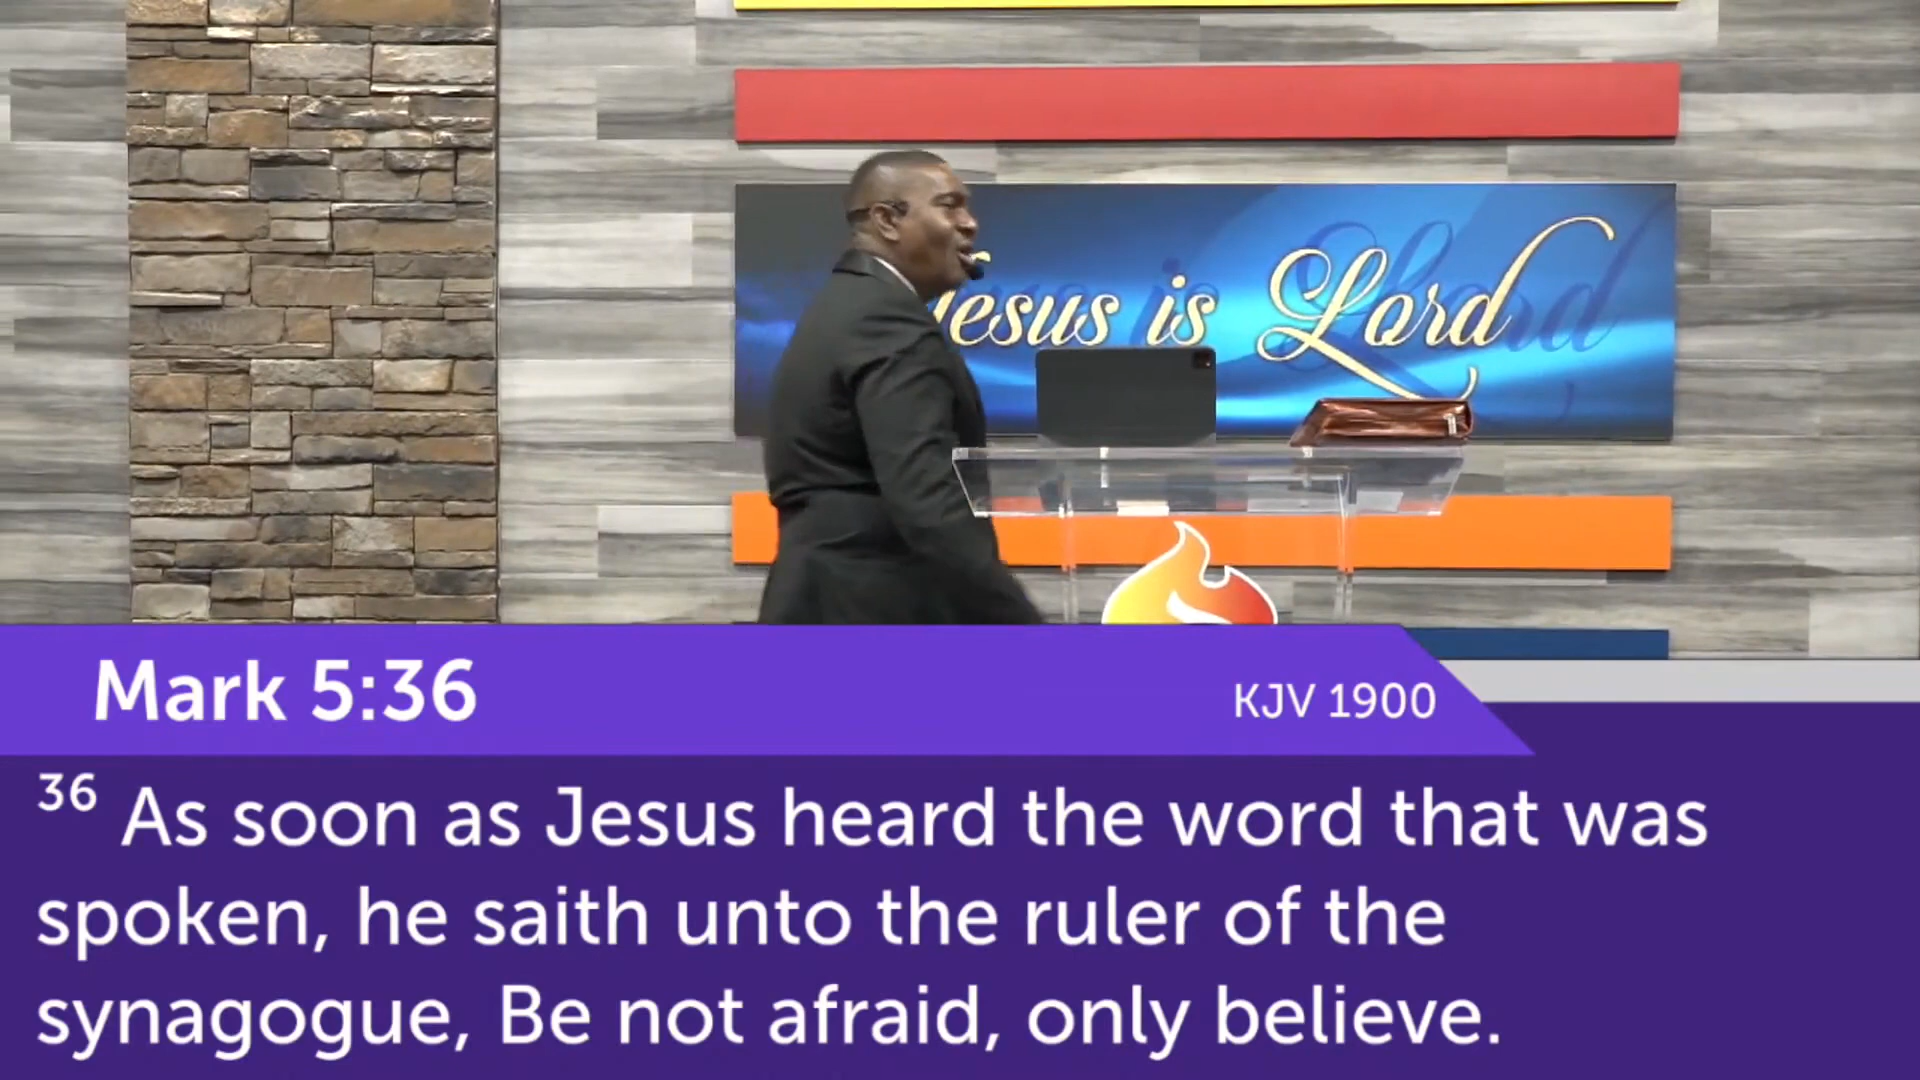 Jesus is Lord
Mark 5:36
KJV 1900
36 As soon as Jesus heard the word that was
spoken, he saith unto the ruler of the
synagogue, Be not afraid, only believe.